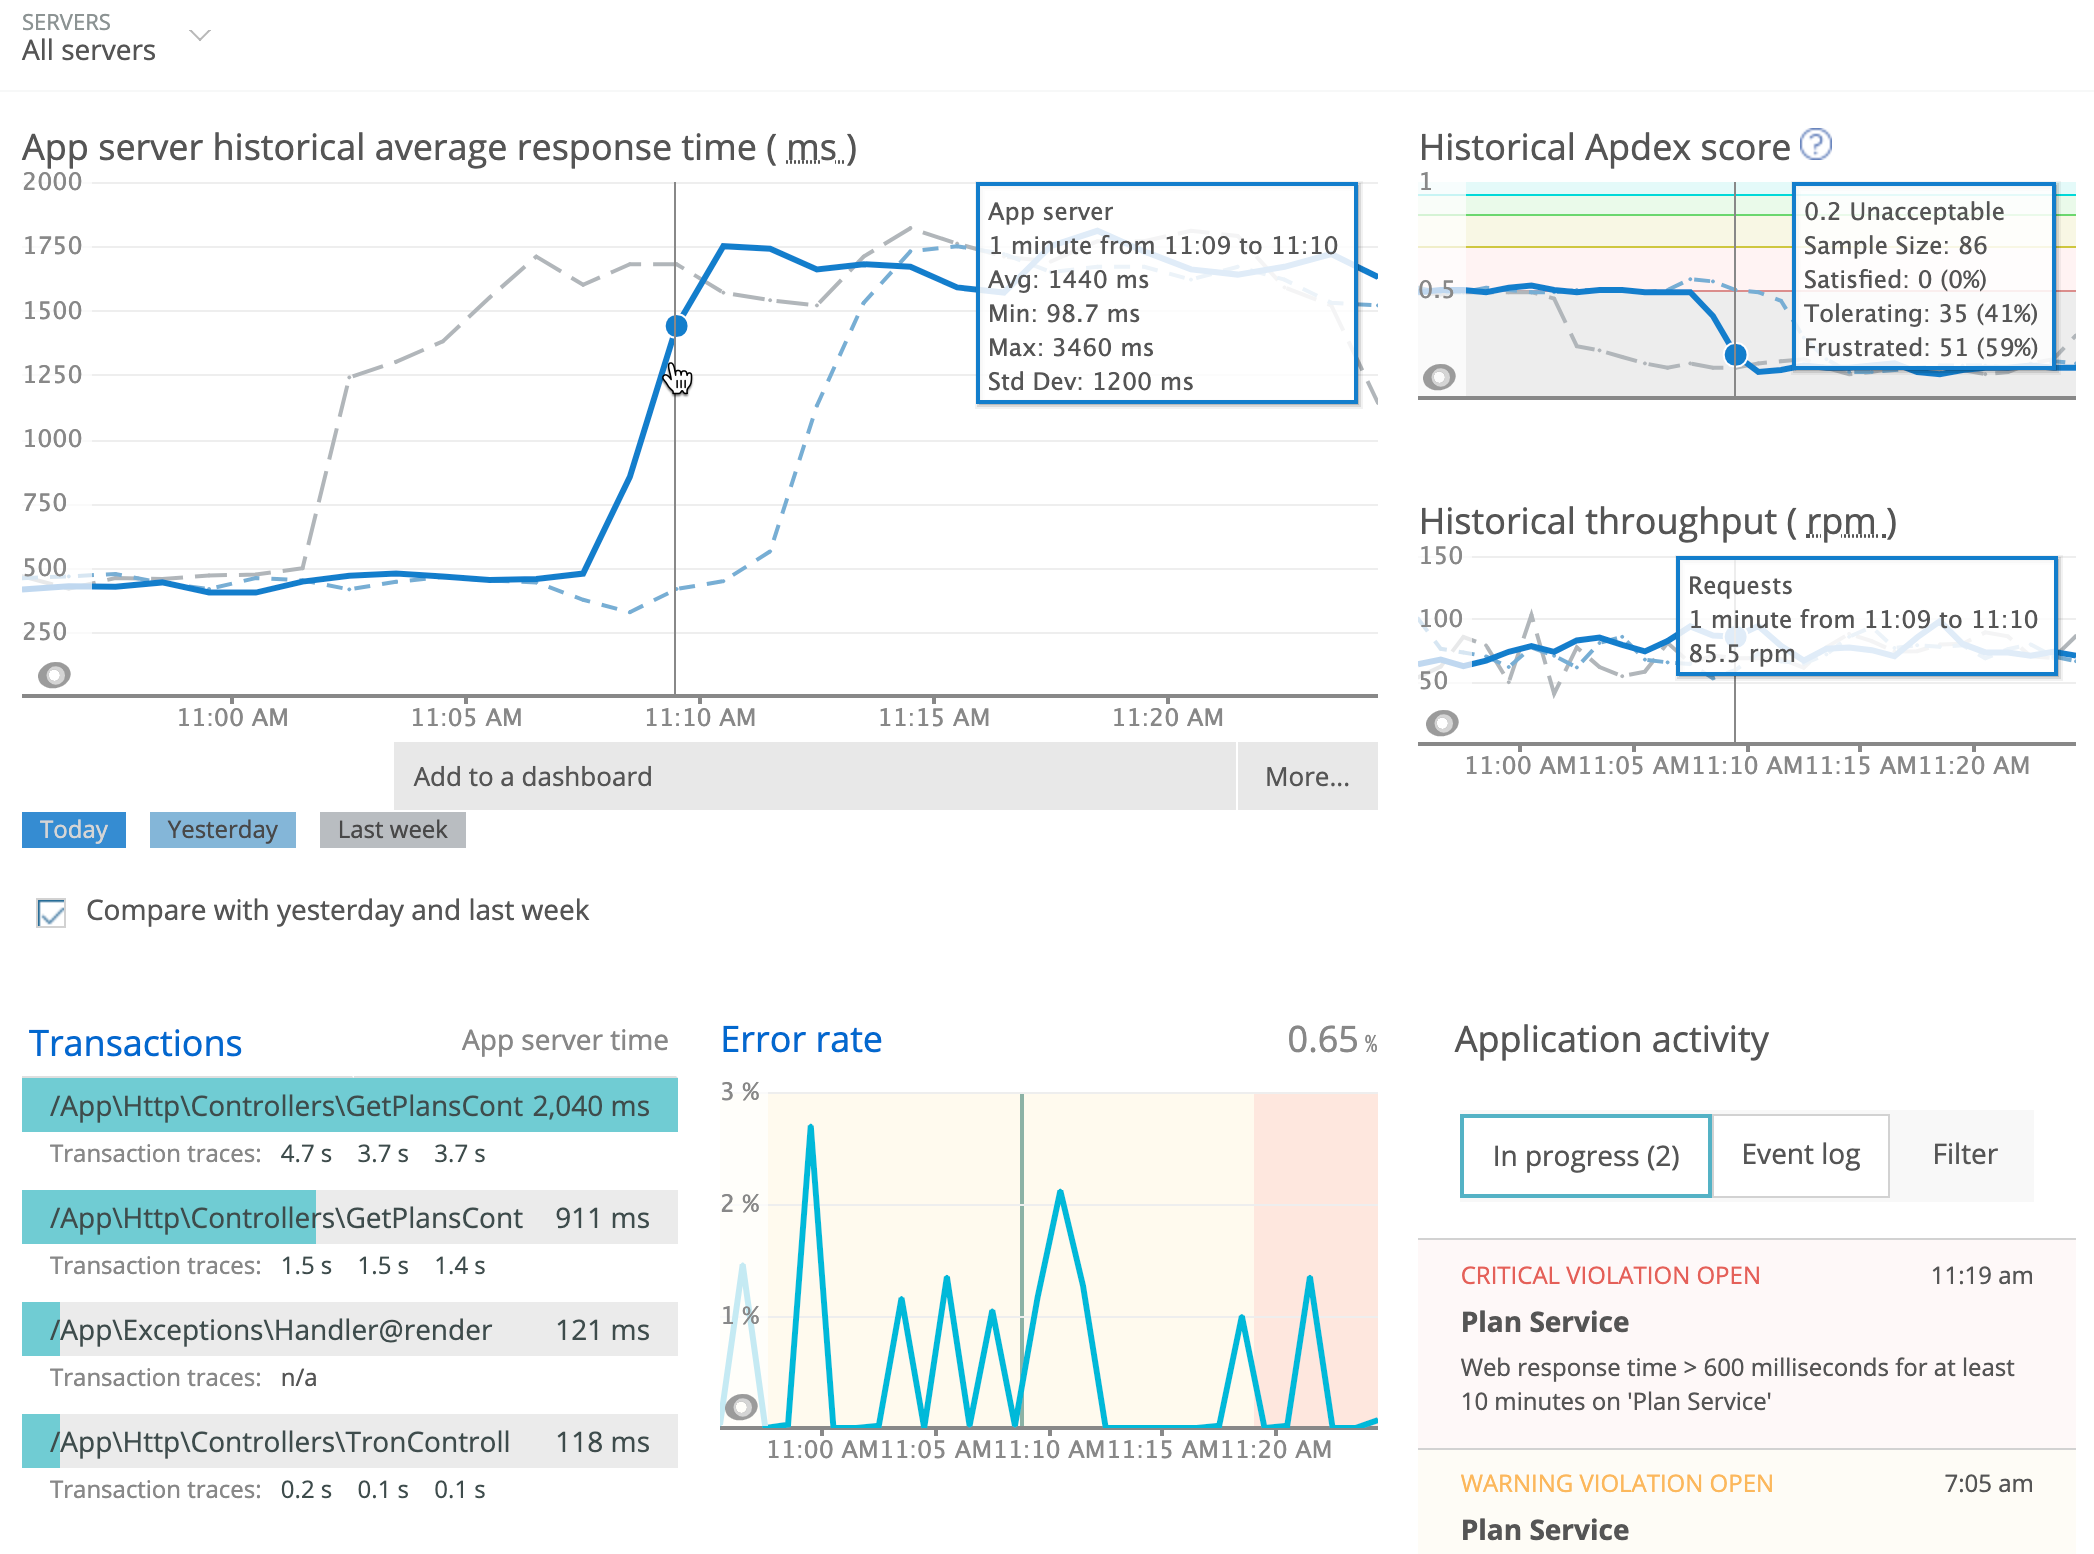 SERVERS
All servers
App server historical average response time ( ms )
2000
1750
1500
1250
1000
750
500
250
App server
1 minute from 11:09 to 11:10
Avg: 1440 ms
Min: 98.7 ms
Max: 3460 ms
Std Dev: 1200 ms
11:00 AM 11:05 AM 11:10 AM 11:15 AM 11:20 AM
Add to a dashboard More...
Today Yesterday Last week
Compare with yesterday and last week
Historical Apdex score ?
1
0.5
0.2 Unacceptable
Sample Size: 86
Satisfied: 0 (0%)
Tolerating: 35 (41%)
Frustrated: 51 (59%)
Historical throughput ( rpm )
150
100
50
Requests
1 minute from 11:09 to 11:10
85.5 rpm
11:00 AM 11:05 AM 11:10 AM 11:15 AM 11:20 AM
Transactions App server time
/App\Http\Controllers\GetPlansCont 2,040 ms
Transaction traces: 4.7 s 3.7 s 3.7 s
/App\Http\Controllers\GetPlansCont 911 ms
Transaction traces: 1.5 s 1.5 s 1.4 s
/App\Exceptions\Handler@render 121 ms
Transaction traces: n/a
/App\Http\Controllers\TronControll 118 ms
Transaction traces: 0.2 s 0.1 s 0.1 s
Error rate 0.65 %
3 %
2 %
1 %
11:00 AM 11:05 AM 11:10 AM 11:15 AM 11:20 AM
Application activity
In progress (2) Event log Filter
CRITICAL VIOLATION OPEN 11:19 am
Plan Service
Web response time > 600 milliseconds for at least
10 minutes on 'Plan Service'
WARNING VIOLATION OPEN 7:05 am
Plan Service